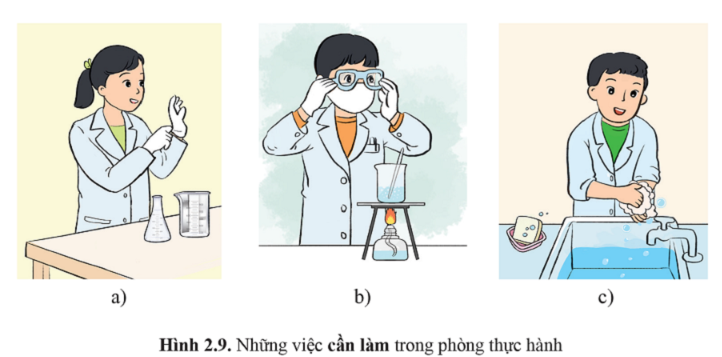 a)
b)
c)
Hình 2.9. Những việc cần làm trong phòng thực hành